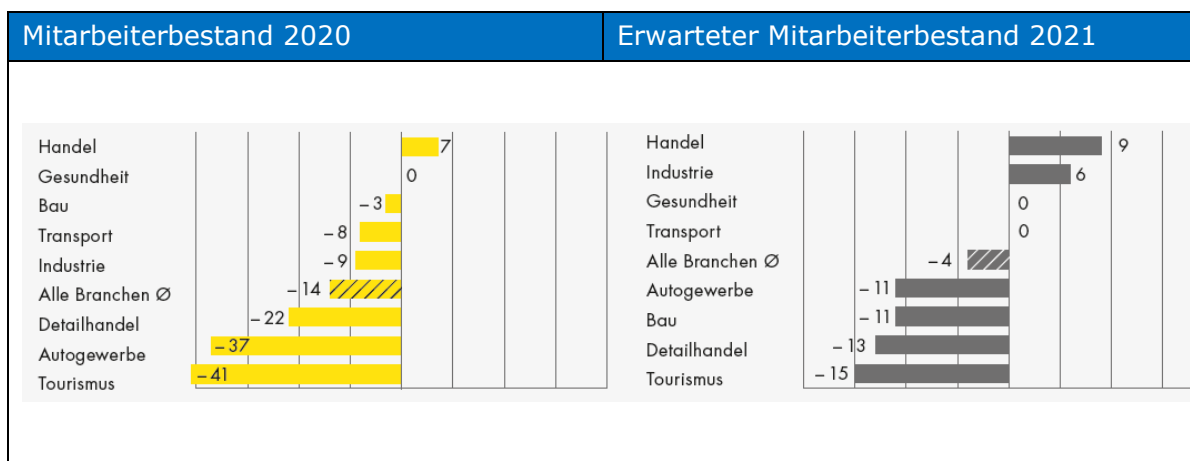 Mitarbeiterbestand 2020
Erwarteter Mitarbeiterbestand 2021
Handel 7
Gesundheit 0
Bau – 3
Transport – 8
Industrie – 9
Alle Branchen Ø – 14
Detailhandel – 22
Autogewerbe – 37
Tourismus – 41
Handel 9
Industrie 6
Gesundheit 0
Transport 0
Alle Branchen Ø – 4
Autogewerbe – 11
Bau – 11
Detailhandel – 13
Tourismus – 15